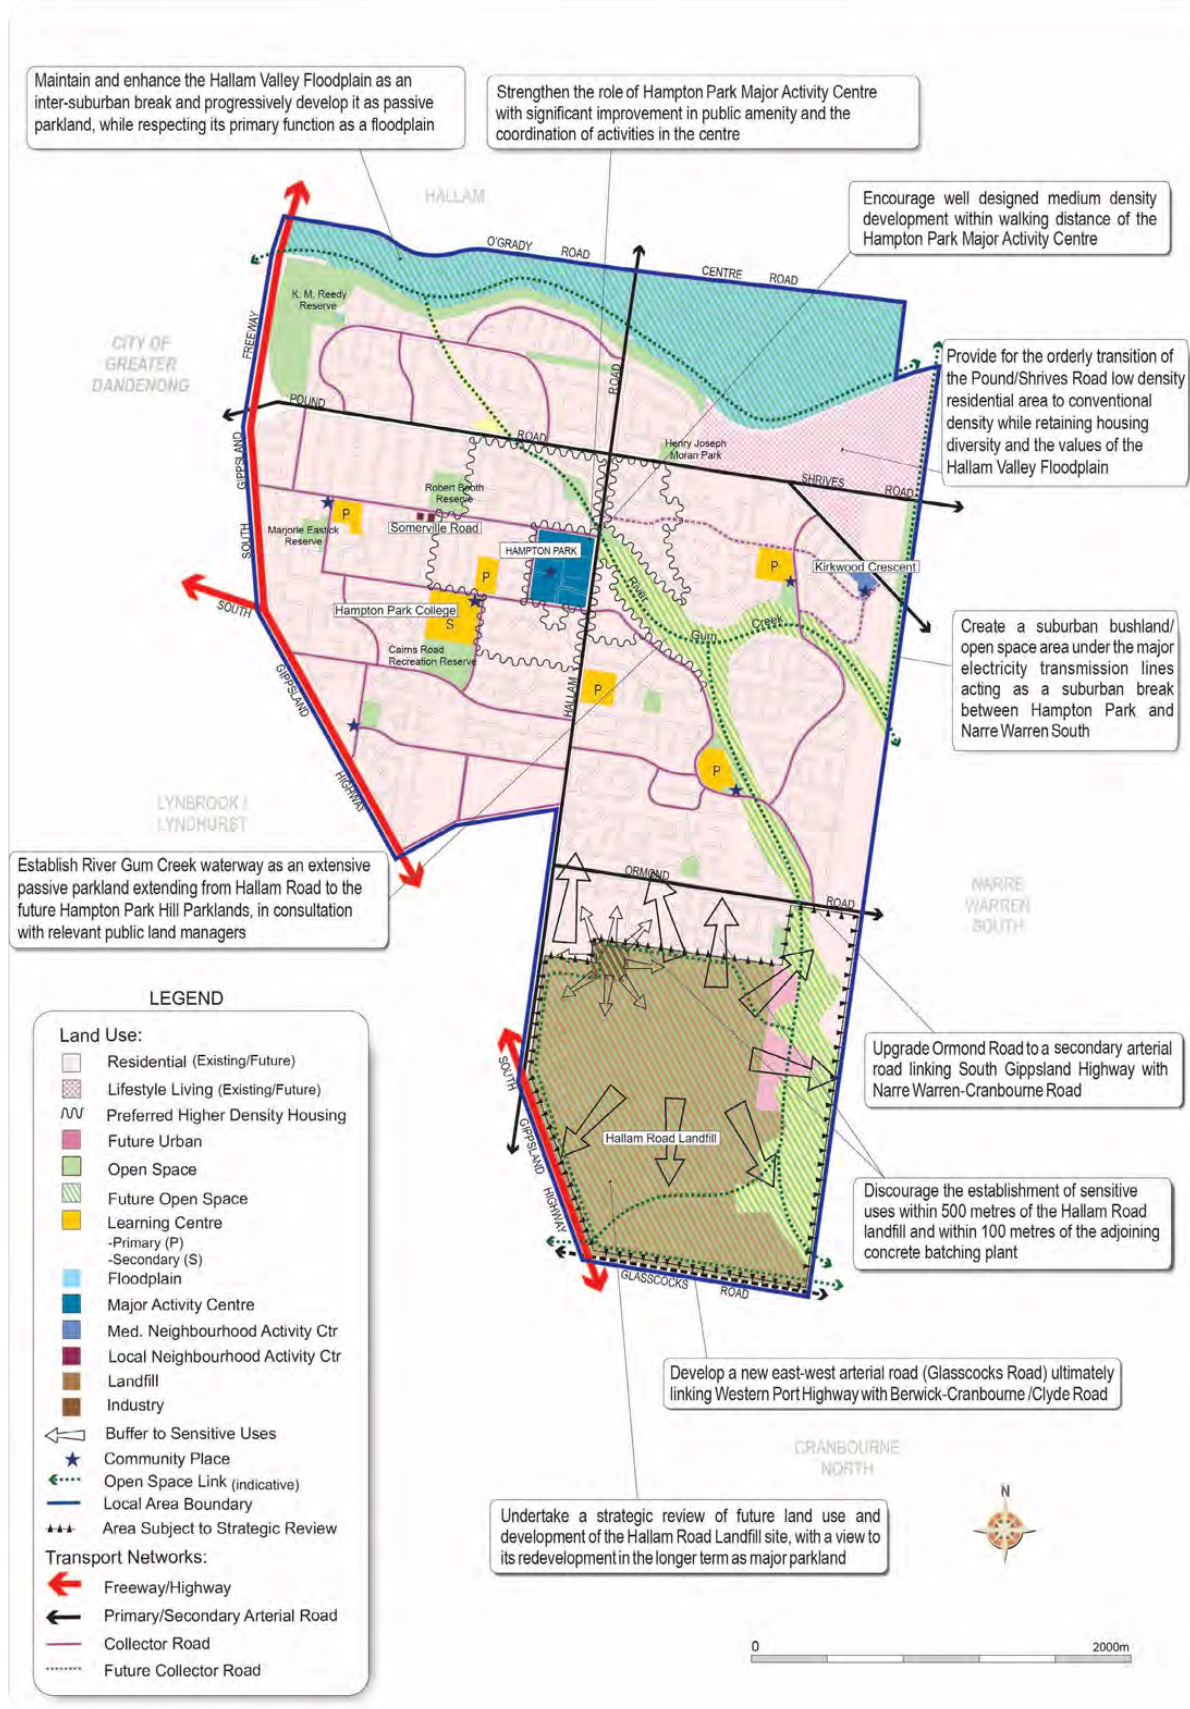 Maintain and enhance the Hallam Valley Floodplain as an
inter-suburban break and progressively develop it as passive
parkland, while respecting its primary function as a floodplain
Strengthen the role of Hampton Park Major Activity Centre
with significant improvement in public amenity and the
coordination of activities in the centre
HALLAM
Encourage well designed medium density
development within walking distance of the
Hampton Park Major Activity Centre
O'GRADY ROAD
CENTRE ROAD
K. M. Reedy
Reserve
FREEWAY
CITY OF
GREATER
DANDENONG
Provide for the orderly transition of
the Pound/Shrives Road low density
residential area to conventional
density while retaining housing
diversity and the values of the
Hallam Valley Floodplain
ROAD
POUND
ROAD
Henry Joseph
Moran Park
SHRIVES
ROAD
GIPPSLAND
SOUTH
Robert Booth
Reserve
P
Somerville Road
Marjorie Eastick
Reserve
HAMPTON PARK
P
P
Kirkwood Crescent
River
Gum
Creek
SOUTH
Hampton Park College
S
Cairns Road
Recreation Reserve
Create a suburban bushland/
open space area under the major
electricity transmission lines
acting as a suburban break
between Hampton Park and
Narre Warren South
GIPPSLAND
HALLAM
P
P
HIGHWAY
LYNBROOK /
LYNDHURST
Establish River Gum Creek waterway as an extensive
passive parkland extending from Hallam Road to the
future Hampton Park Hill Parklands, in consultation
with relevant public land managers
ORMOND
ROAD
NARRE
WARREN
SOUTH
Upgrade Ormond Road to a secondary arterial
road linking South Gippsland Highway with
Narre Warren-Cranbourne Road
SOUTH
GIPPSLAND
HIGHWAY
Hallam Road Landfill
Discourage the establishment of sensitive
uses within 500 metres of the Hallam Road
landfill and within 100 metres of the adjoining
concrete batching plant
GLASSCOCKS
ROAD
Develop a new east-west arterial road (Glasscocks Road) ultimately
linking Western Port Highway with Berwick-Cranbourne /Clyde Road
CRANBOURNE
NORTH
Undertake a strategic review of future land use and
development of the Hallam Road Landfill site, with a view to
its redevelopment in the longer term as major parkland
LEGEND
Land Use:
Residential (Existing/Future)
Lifestyle Living (Existing/Future)
Preferred Higher Density Housing
Future Urban
Open Space
Future Open Space
Learning Centre
-Primary (P)
-Secondary (S)
Floodplain
Major Activity Centre
Med. Neighbourhood Activity Ctr
Local Neighbourhood Activity Ctr
Landfill
Industry
Buffer to Sensitive Uses
Community Place
Open Space Link (indicative)
Local Area Boundary
Area Subject to Strategic Review
Transport Networks:
Freeway/Highway
Primary/Secondary Arterial Road
Collector Road
Future Collector Road
N
0 2000m